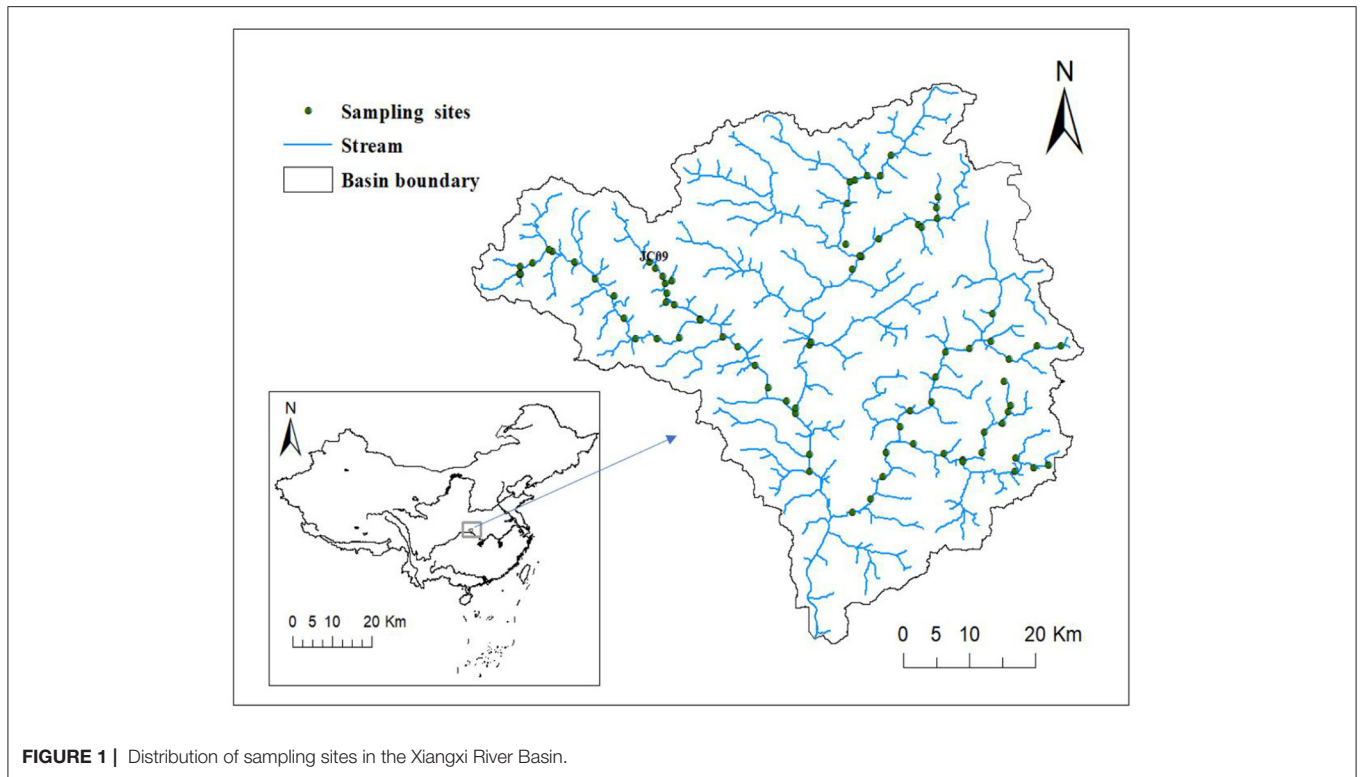 N
Sampling sites
Stream
Basin boundary
JC09
N
0 5 10 20 Km
0 5 10 20 Km
FIGURE 1 | Distribution of sampling sites in the Xiangxi River Basin.